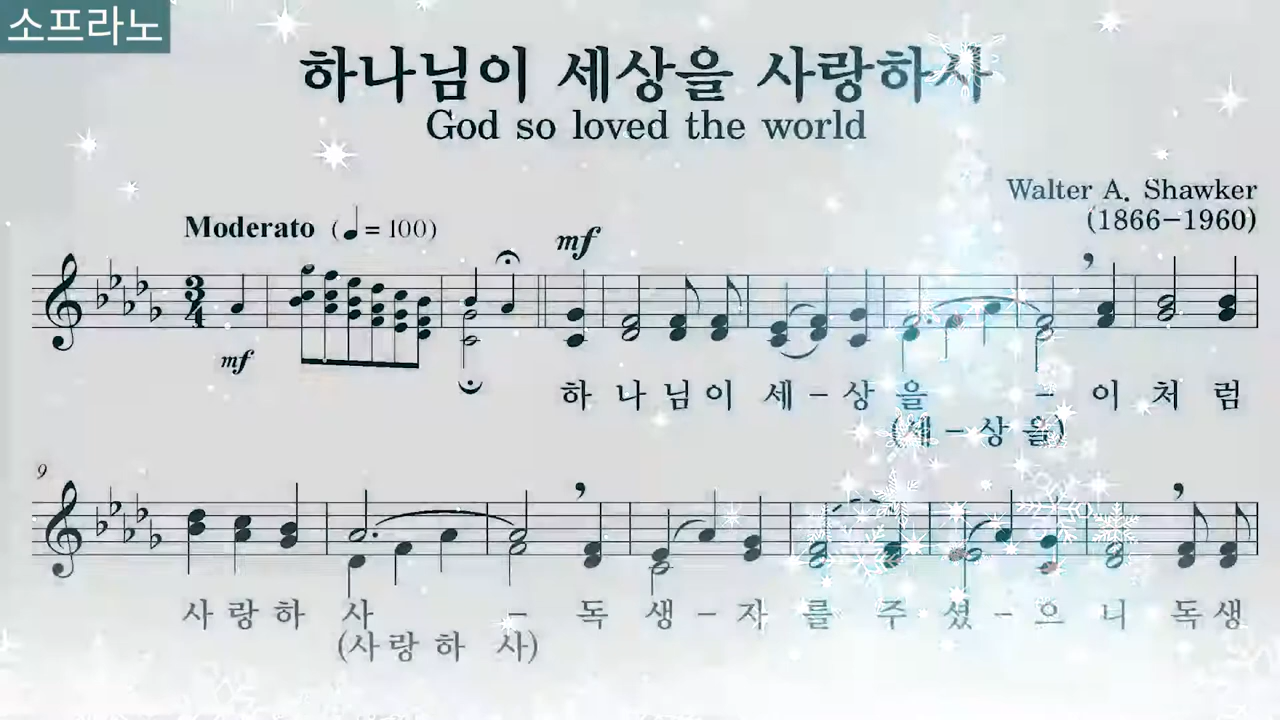 소프라노
하나님이 세상을 사랑하사
God so loved the world
Walter A. Shawker
(1866-1960)
Moderato (♩= 100)
mf
3
4
mf
하 나 님 이 세 - 상 을 - 이 처 럼
(세 - 상 을)
9
사 랑 하 사 - 독 생 - 자 를 주 셨 - 으 니 독 생
(사 랑 하 사)